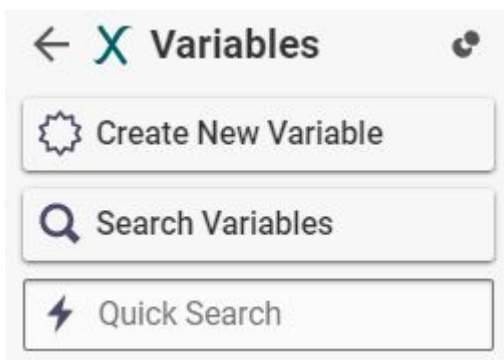 Variables
Create New Variable
Search Variables
Quick Search